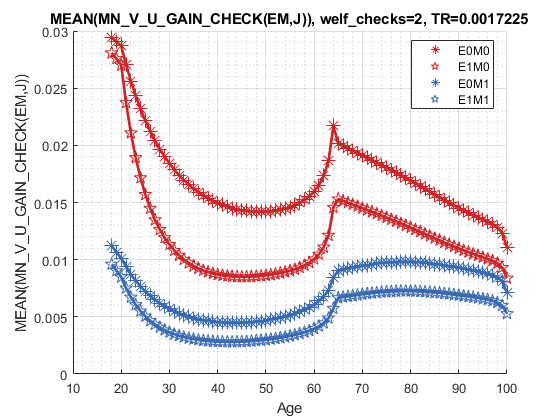 MEAN(MN_V_U_GAIN_CHECK(EM,J)), welf_checks=2, TR=0.0017225
MEAN(MN_V_U_GAIN_CHECK(EM,J))
0.03
0.025
0.02
0.015
0.01
0.005
0
E0M0
E1M0
E0M1
E1M1
10 20 30 40 50 60 70 80 90 100
Age